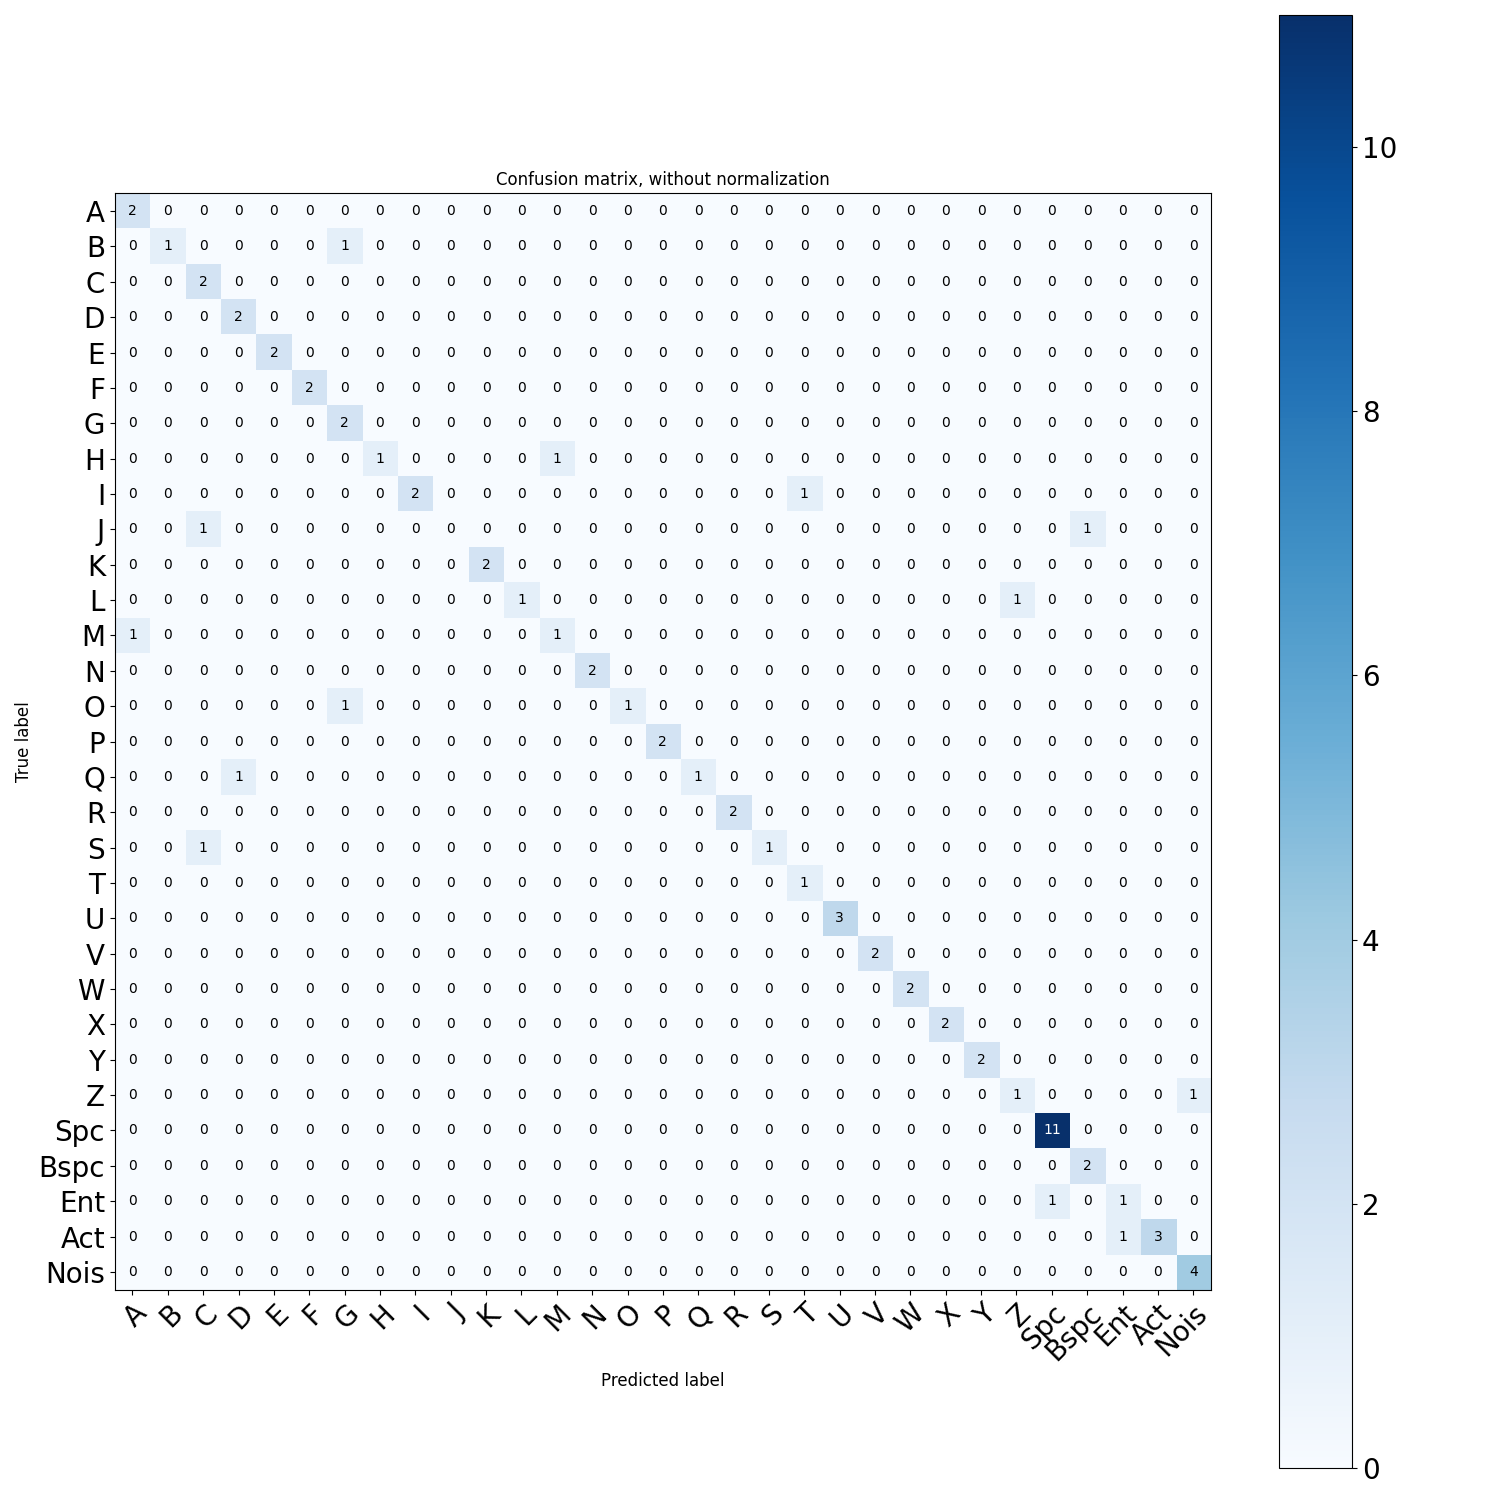 Confusion matrix, without normalization
True label
A 2 0 0 0 0 0 0 0 0 0 0 0 0 0 0 0 0 0 0 0 0 0 0 0 0 0 0 0 0 0 0
B 0 1 0 0 0 0 1 0 0 0 0 0 0 0 0 0 0 0 0 0 0 0 0 0 0 0 0 0 0 0 0
C 0 0 2 0 0 0 0 0 0 0 0 0 0 0 0 0 0 0 0 0 0 0 0 0 0 0 0 0 0 0 0
D 0 0 0 2 0 0 0 0 0 0 0 0 0 0 0 0 0 0 0 0 0 0 0 0 0 0 0 0 0 0 0
E 0 0 0 0 2 0 0 0 0 0 0 0 0 0 0 0 0 0 0 0 0 0 0 0 0 0 0 0 0 0 0
F 0 0 0 0 0 2 0 0 0 0 0 0 0 0 0 0 0 0 0 0 0 0 0 0 0 0 0 0 0 0 0
G 0 0 0 0 0 0 2 0 0 0 0 0 0 0 0 0 0 0 0 0 0 0 0 0 0 0 0 0 0 0 0
H 0 0 0 0 0 0 0 1 0 0 0 0 1 0 0 0 0 0 0 0 0 0 0 0 0 0 0 0 0 0 0
I 0 0 0 0 0 0 0 0 2 0 0 0 0 0 0 0 0 0 0 1 0 0 0 0 0 0 0 0 0 0 0
J 0 0 1 0 0 0 0 0 0 0 0 0 0 0 0 0 0 0 0 0 0 0 0 0 0 0 0 1 0 0 0
K 0 0 0 0 0 0 0 0 0 0 2 0 0 0 0 0 0 0 0 0 0 0 0 0 0 0 0 0 0 0 0
L 0 0 0 0 0 0 0 0 0 0 0 1 0 0 0 0 0 0 0 0 0 0 0 0 0 1 0 0 0 0 0
M 1 0 0 0 0 0 0 0 0 0 0 0 1 0 0 0 0 0 0 0 0 0 0 0 0 0 0 0 0 0 0
N 0 0 0 0 0 0 0 0 0 0 0 0 0 2 0 0 0 0 0 0 0 0 0 0 0 0 0 0 0 0 0
O 0 0 0 0 0 0 1 0 0 0 0 0 0 0 1 0 0 0 0 0 0 0 0 0 0 0 0 0 0 0 0
P 0 0 0 0 0 0 0 0 0 0 0 0 0 0 0 2 0 0 0 0 0 0 0 0 0 0 0 0 0 0 0
Q 0 0 0 1 0 0 0 0 0 0 0 0 0 0 0 0 1 0 0 0 0 0 0 0 0 0 0 0 0 0 0
R 0 0 0 0 0 0 0 0 0 0 0 0 0 0 0 0 0 2 0 0 0 0 0 0 0 0 0 0 0 0 0
S 0 0 1 0 0 0 0 0 0 0 0 0 0 0 0 0 0 0 1 0 0 0 0 0 0 0 0 0 0 0 0
T 0 0 0 0 0 0 0 0 0 0 0 0 0 0 0 0 0 0 0 1 0 0 0 0 0 0 0 0 0 0 0
U 0 0 0 0 0 0 0 0 0 0 0 0 0 0 0 0 0 0 0 0 3 0 0 0 0 0 0 0 0 0 0
V 0 0 0 0 0 0 0 0 0 0 0 0 0 0 0 0 0 0 0 0 0 2 0 0 0 0 0 0 0 0 0
W 0 0 0 0 0 0 0 0 0 0 0 0 0 0 0 0 0 0 0 0 0 0 2 0 0 0 0 0 0 0 0
X 0 0 0 0 0 0 0 0 0 0 0 0 0 0 0 0 0 0 0 0 0 0 0 2 0 0 0 0 0 0 0
Y 0 0 0 0 0 0 0 0 0 0 0 0 0 0 0 0 0 0 0 0 0 0 0 0 2 0 0 0 0 0 0
Z 0 0 0 0 0 0 0 0 0 0 0 0 0 0 0 0 0 0 0 0 0 0 0 0 0 1 0 0 0 0 1
Spc 0 0 0 0 0 0 0 0 0 0 0 0 0 0 0 0 0 0 0 0 0 0 0 0 0 0 11 0 0 0 0
Bspc 0 0 0 0 0 0 0 0 0 0 0 0 0 0 0 0 0 0 0 0 0 0 0 0 0 0 0 2 0 0 0
Ent 0 0 0 0 0 0 0 0 0 0 0 0 0 0 0 0 0 0 0 0 0 0 0 0 0 0 1 0 1 0 0
Act 0 0 0 0 0 0 0 0 0 0 0 0 0 0 0 0 0 0 0 0 0 0 0 0 0 0 0 0 1 3 0
Nois 0 0 0 0 0 0 0 0 0 0 0 0 0 0 0 0 0 0 0 0 0 0 0 0 0 0 0 0 0 0 4
A B C D E F G H I J K L M N O P Q R S T U V W X Y Z Spc Bspc Ent Act Nois
Predicted label
10
8
6
4
2
0